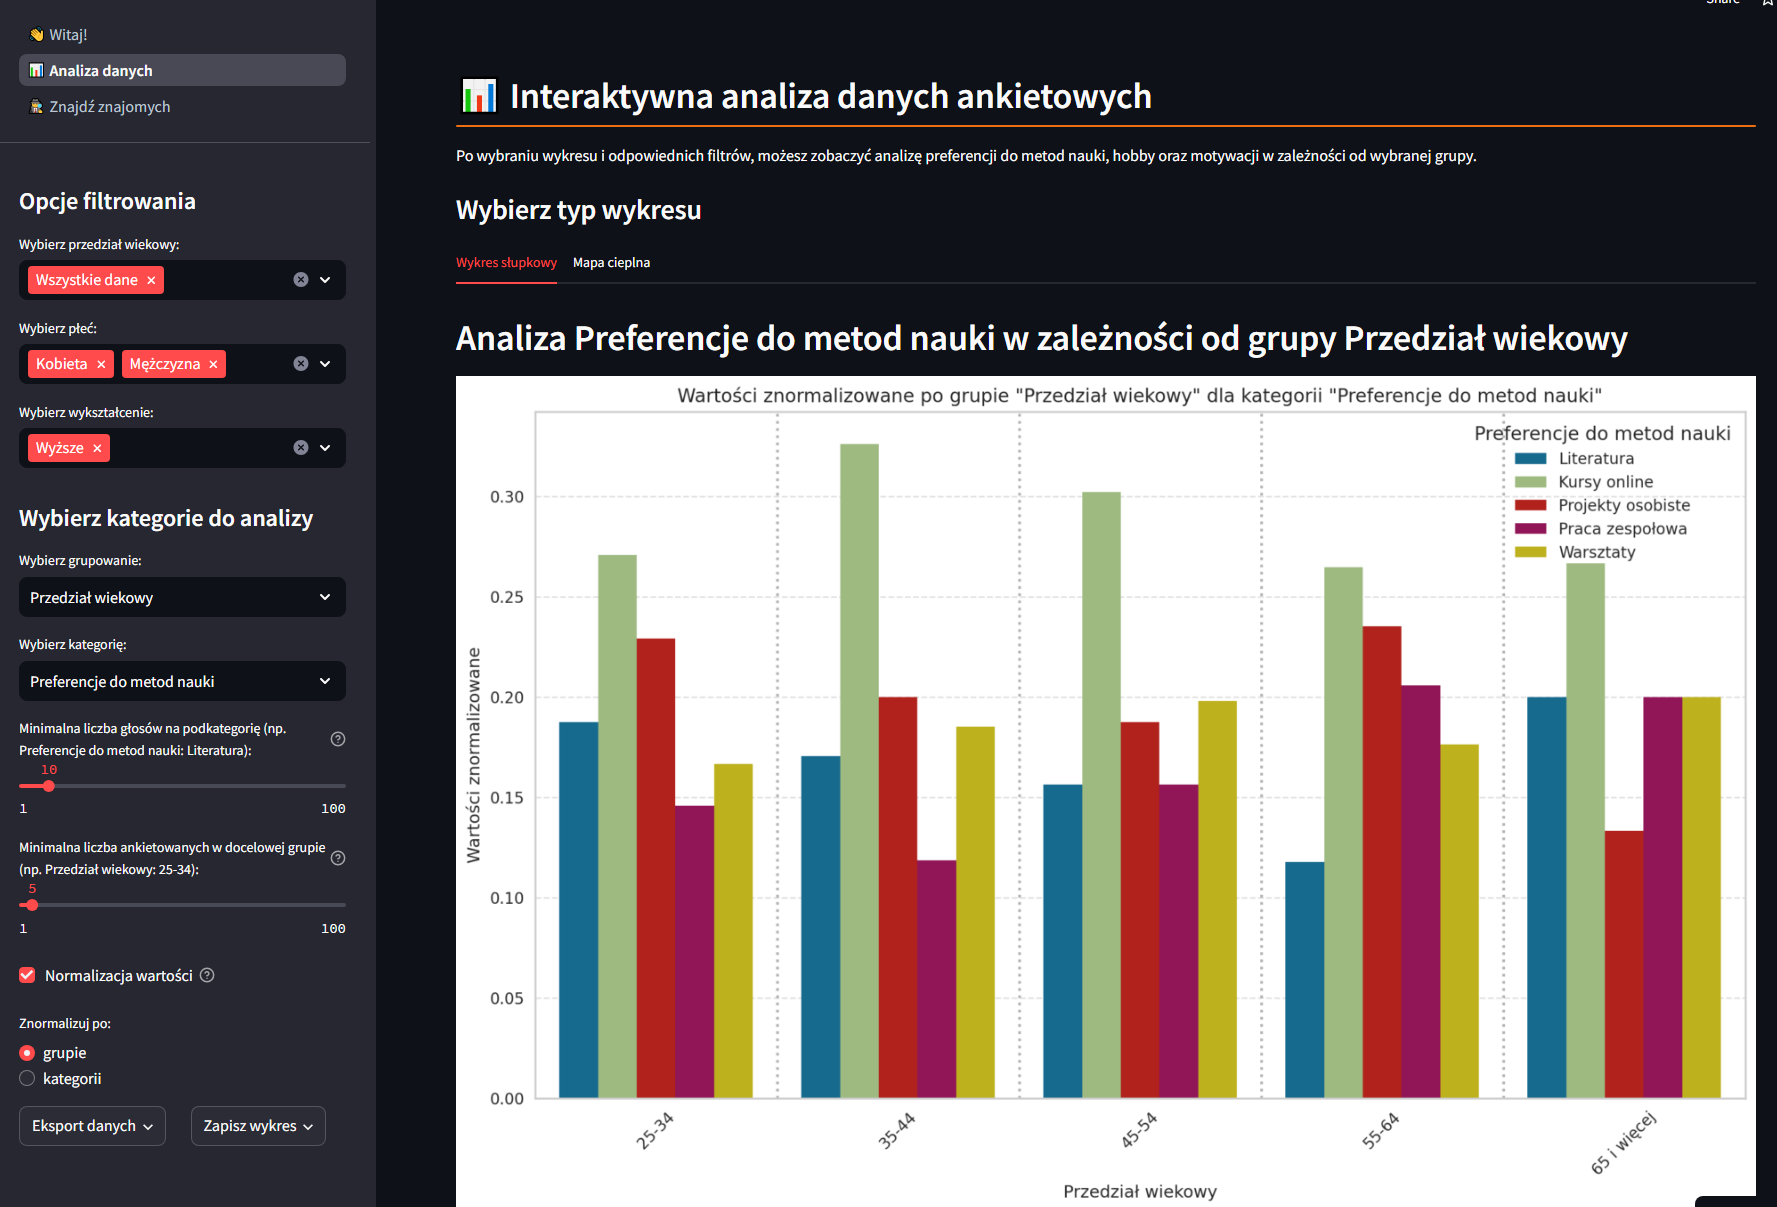 Share
👋 Witaj!
📊 Analiza danych
🕵️ Znajdź znajomych
Opcje filtrowania
Wybierz przedział wiekowy:
Wszystkie dane ×
Wybierz płeć:
Kobieta × Mężczyzna ×
Wybierz wykształcenie:
Wyższe ×
Wybierz kategorie do analizy
Wybierz grupowanie:
Przedział wiekowy
Wybierz kategorię:
Preferencje do metod nauki
Minimalna liczba głosów na podkategorię (np.
Preferencje do metod nauki: Literatura):
10
1 100
Minimalna liczba ankietowanych w docelowej grupie
(np. Przedział wiekowy: 25-34):
5
1 100
Normalizacja wartości
Znormalizuj po:
grupie
kategorii
Eksport danych Zapisz wykres
📊 Interaktywna analiza danych ankietowych
Po wybraniu wykresu i odpowiednich filtrów, możesz zobaczyć analizę preferencji do metod nauki, hobby oraz motywacji w zależności od wybranej grupy.
Wybierz typ wykresu
Wykres słupkowy Mapa cieplna
Analiza Preferencje do metod nauki w zależności od grupy Przedział wiekowy
Wartości znormalizowane po grupie "Przedział wiekowy" dla kategorii "Preferencje do metod nauki"
Preferencje do metod nauki
Literatura
Kursy online
Projekty osobiste
Praca zespołowa
Warsztaty
Wartości znormalizowane
0.30
0.25
0.20
0.15
0.10
0.05
0.00
25-34 35-44 45-54 55-64 65 i więcej
Przedział wiekowy